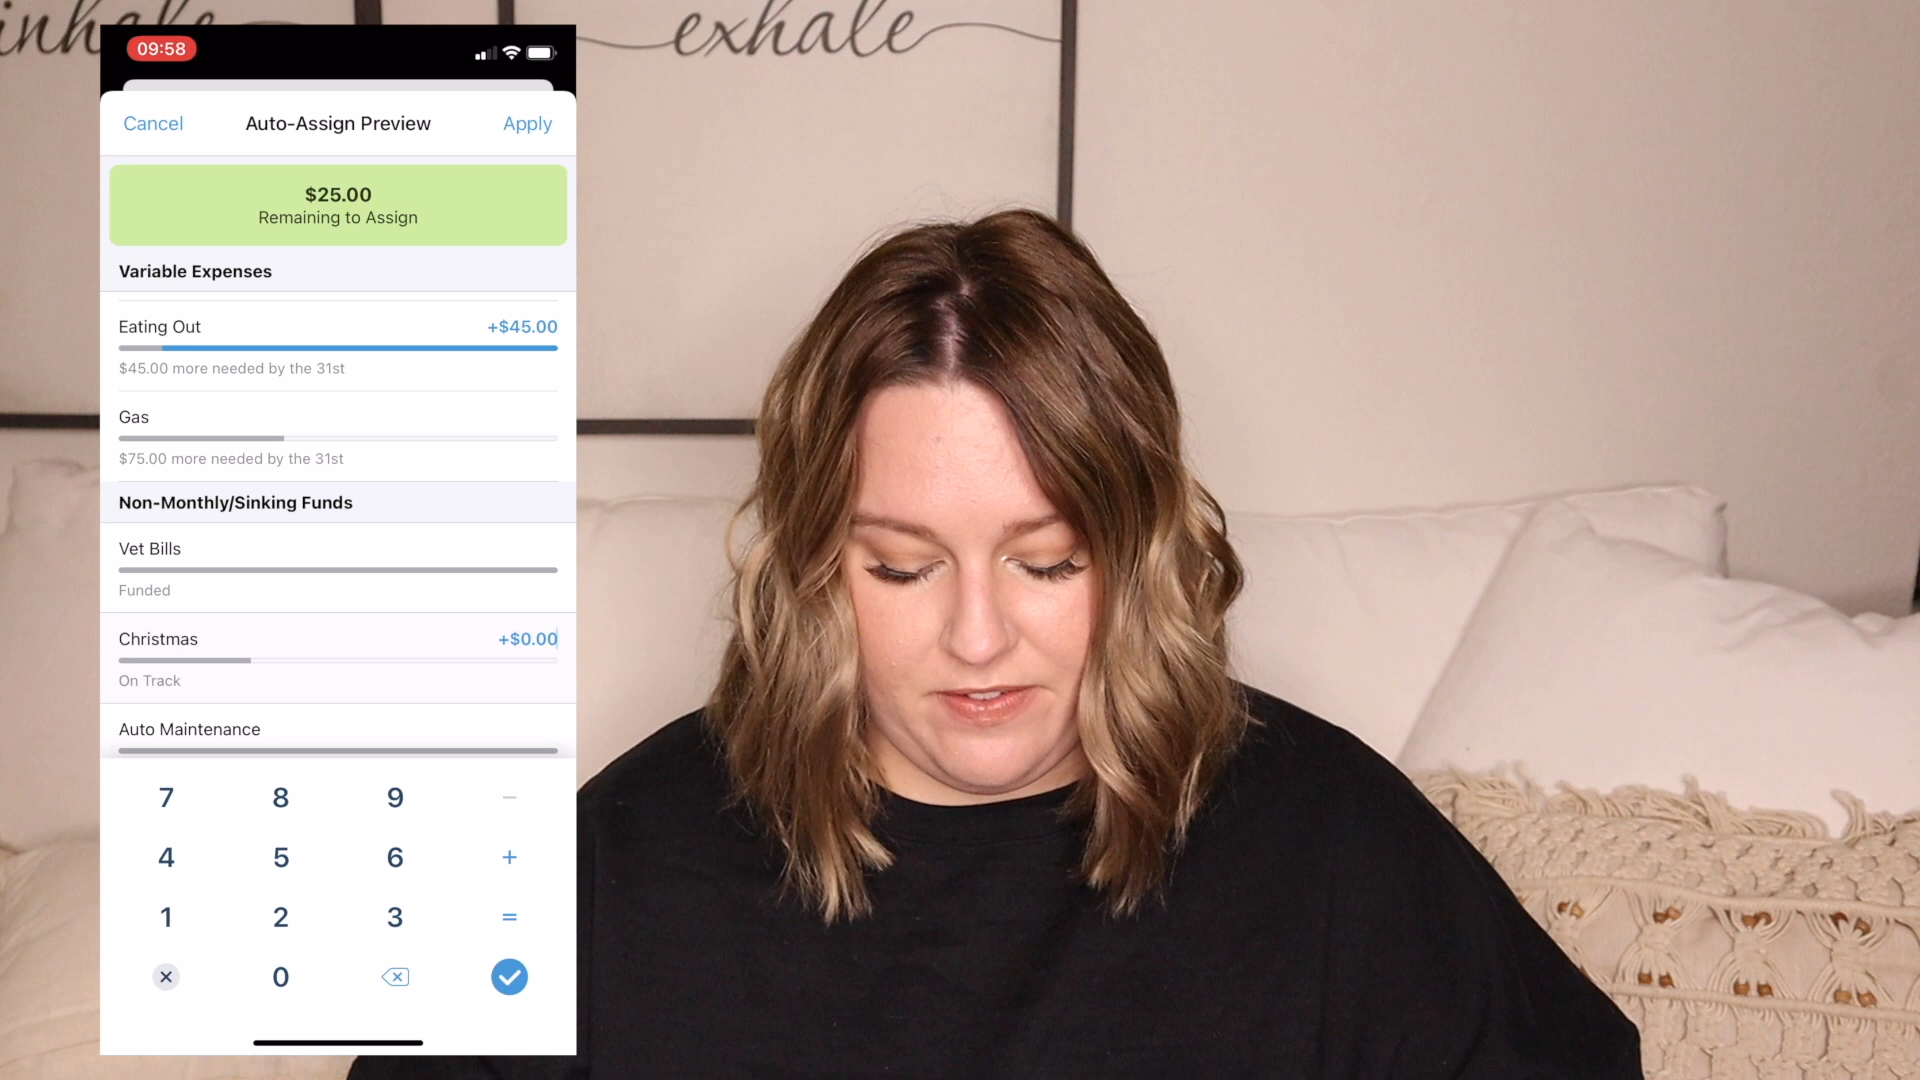 inh
exhale
09:58
Cancel Auto-Assign Preview Apply
$25.00
Remaining to Assign
Variable Expenses
Eating Out +$45.00
$45.00 more needed by the 31st
Gas
$75.00 more needed by the 31st
Non-Monthly/Sinking Funds
Vet Bills
Funded
Christmas +$0.00
On Track
Auto Maintenance
7 8 9 −
4 5 6 +
1 2 3 =
0